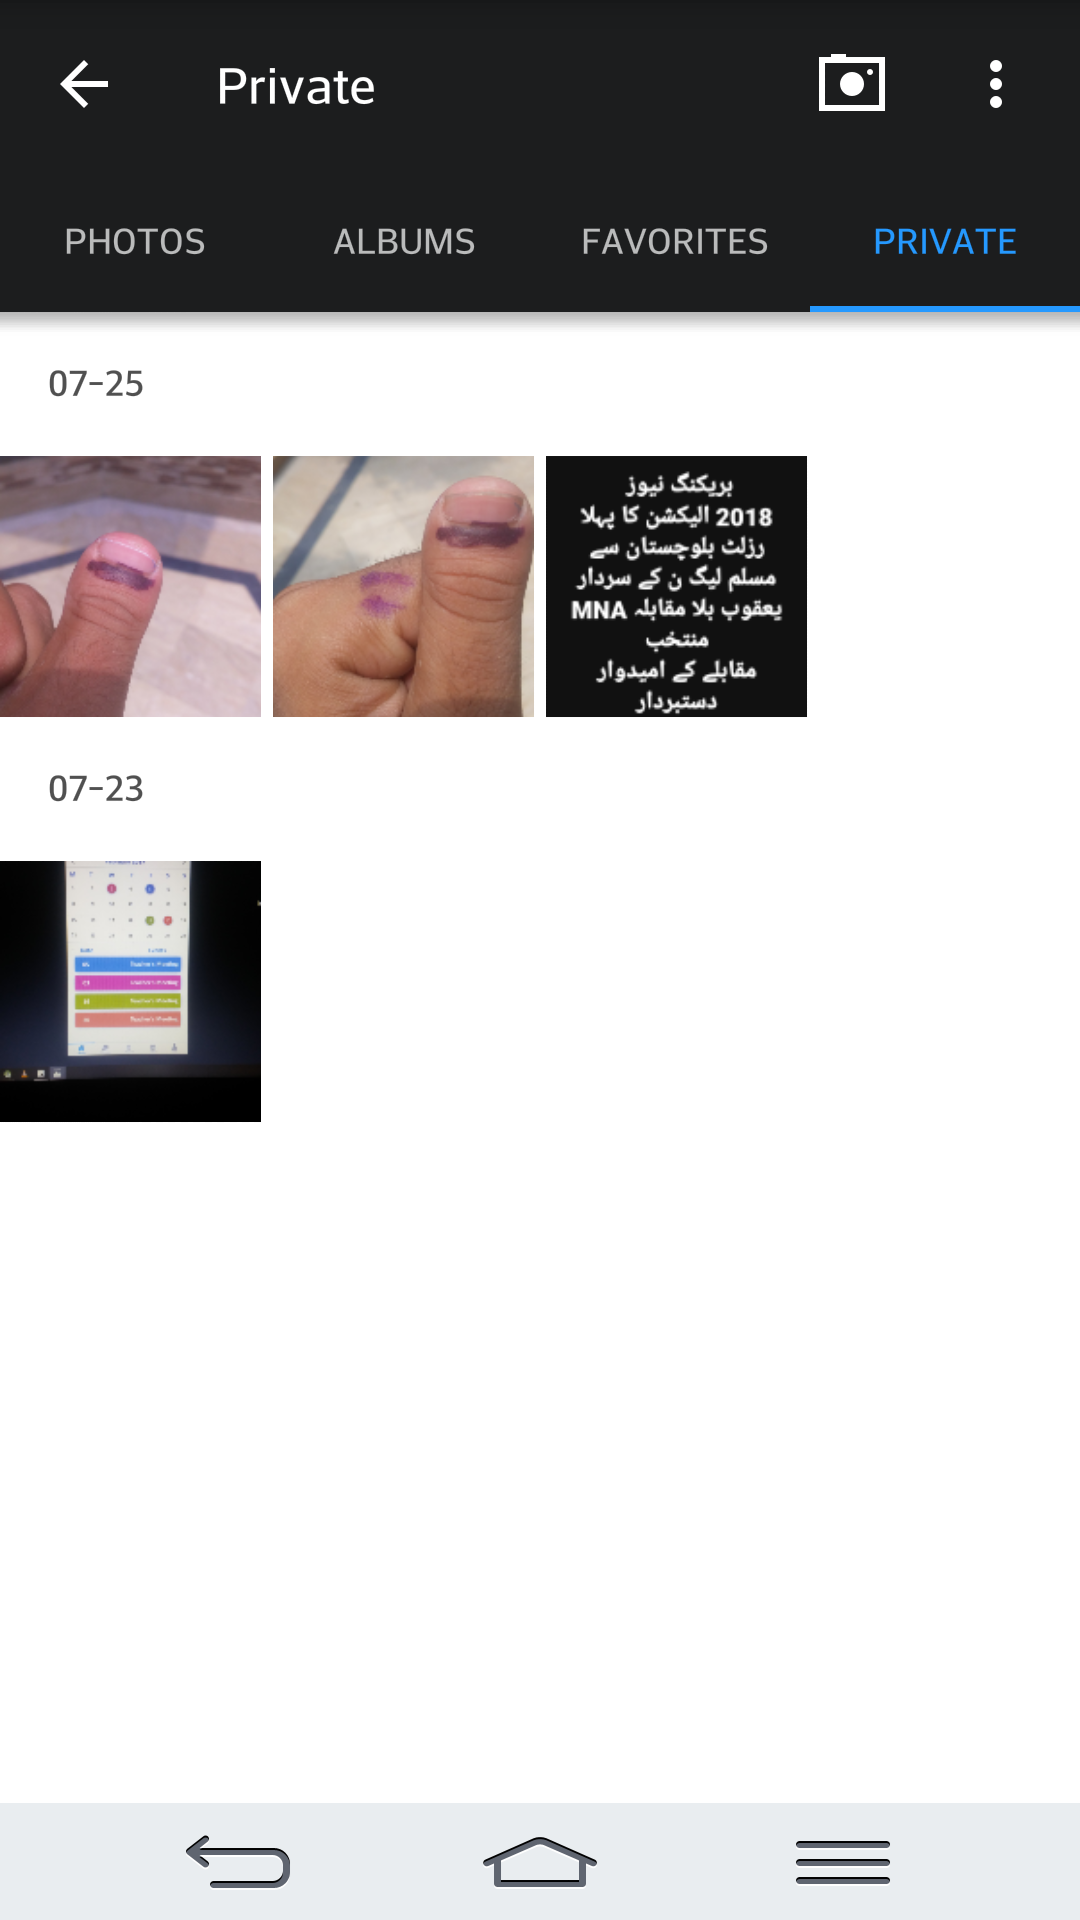 Private
PHOTOS
ALBUMS
FAVORITES
PRIVATE
07-25
بریکنگ نیوز
2018 الیکشن کا پہلا
رزلٹ بلوچستان سے
مسلم لیگ ن کے سردار
یعقوب بلا مقابلہ MNA
منتخب
مقابلے کے امیدوار
دستبردار
07-23